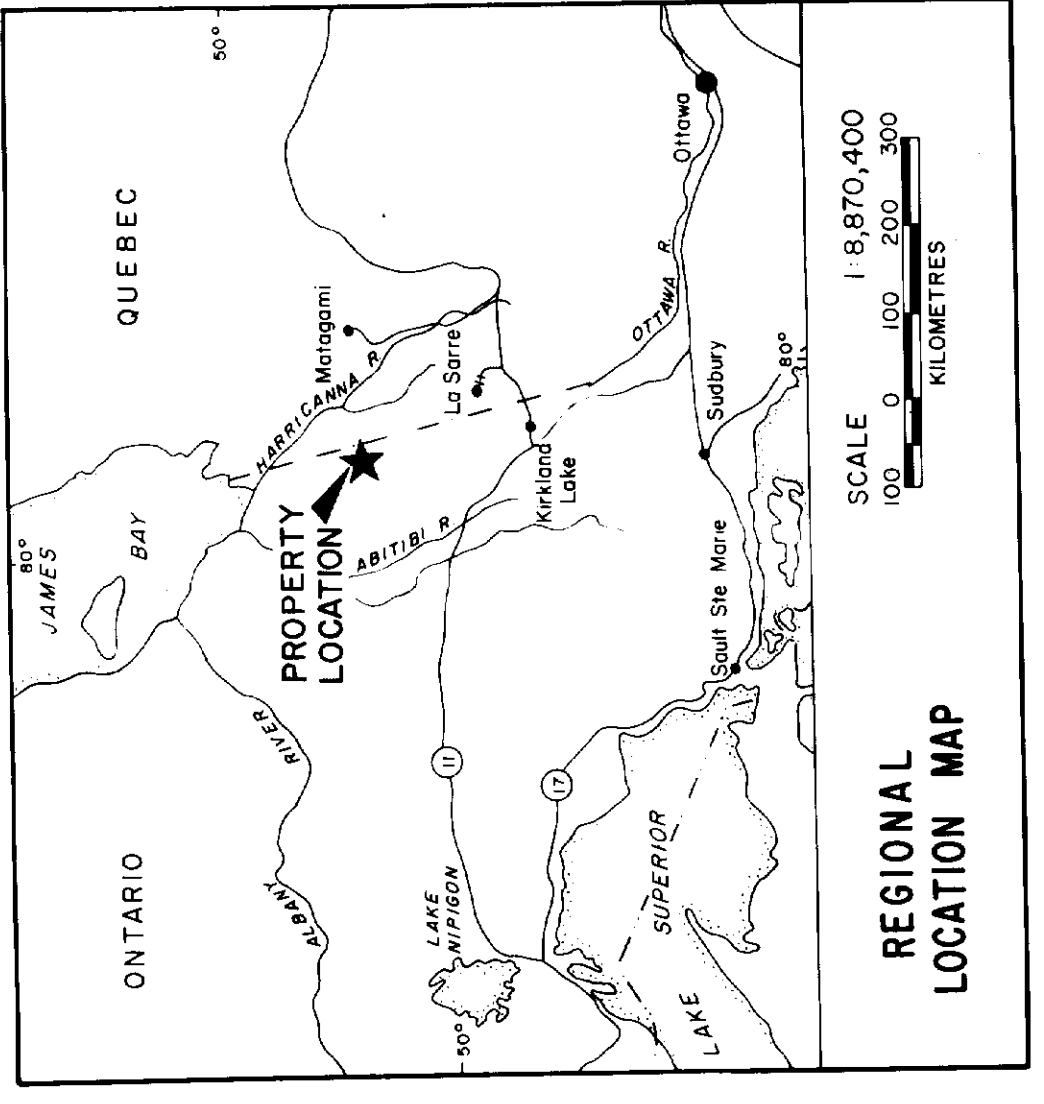 80°
JAMES
BAY
QUEBEC
50°
ONTARIO
ALBANY
RIVER
HARRICANNA R.
Matagami
PROPERTY
LOCATION
ABITIBI R.
La Sarre
Kirkland
Lake
LAKE
NIPIGON
50°
11
17
OTTAWA R.
Ottawa
Sudbury
80°
Sault Ste Marie
LAKE
SUPERIOR
REGIONAL
LOCATION MAP
SCALE 1:8,870,400
100 0 100 200 300
KILOMETRES